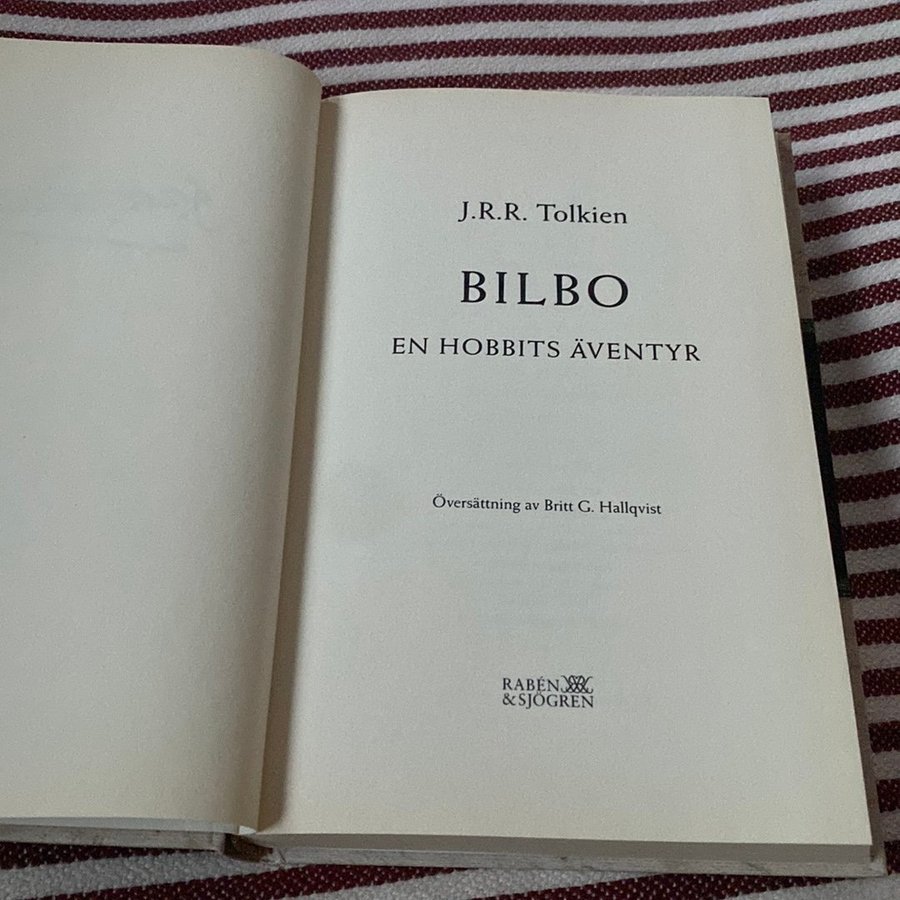 J.R.R. Tolkien
BILBO
EN HOBBITS ÄVENTYR
Översättning av Britt G. Hallqvist
RABÉN
& SJÖGREN